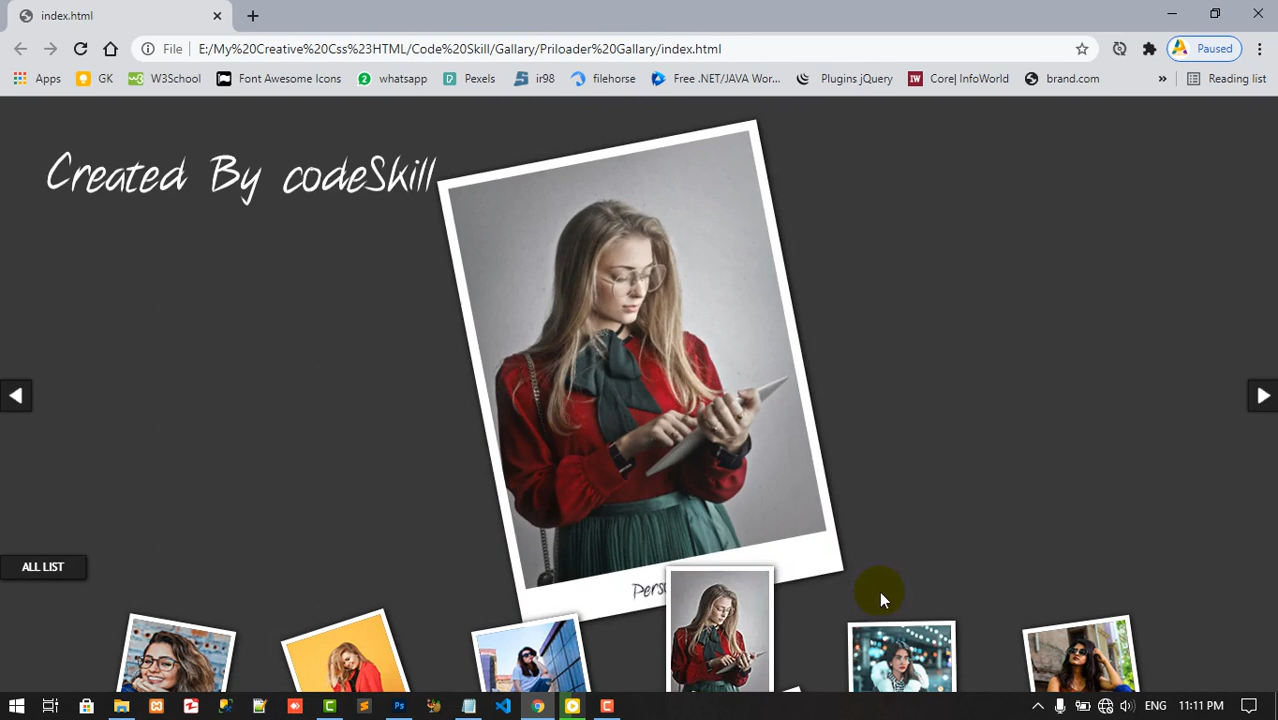 index.html
File
E:/My%20Creative%20Css%23HTML/Code%20Skill/Gallary/Priloader%20Gallary/index.html
Paused
Apps
GK
W3School
Font Awesome Icons
whatsapp
Pexels
ir98
filehorse
Free .NET/JAVA Wor...
Plugins jQuery
Core| InfoWorld
brand.com
»
Reading list
Created By codeSkill
ALL LIST
ENG
11:11 PM